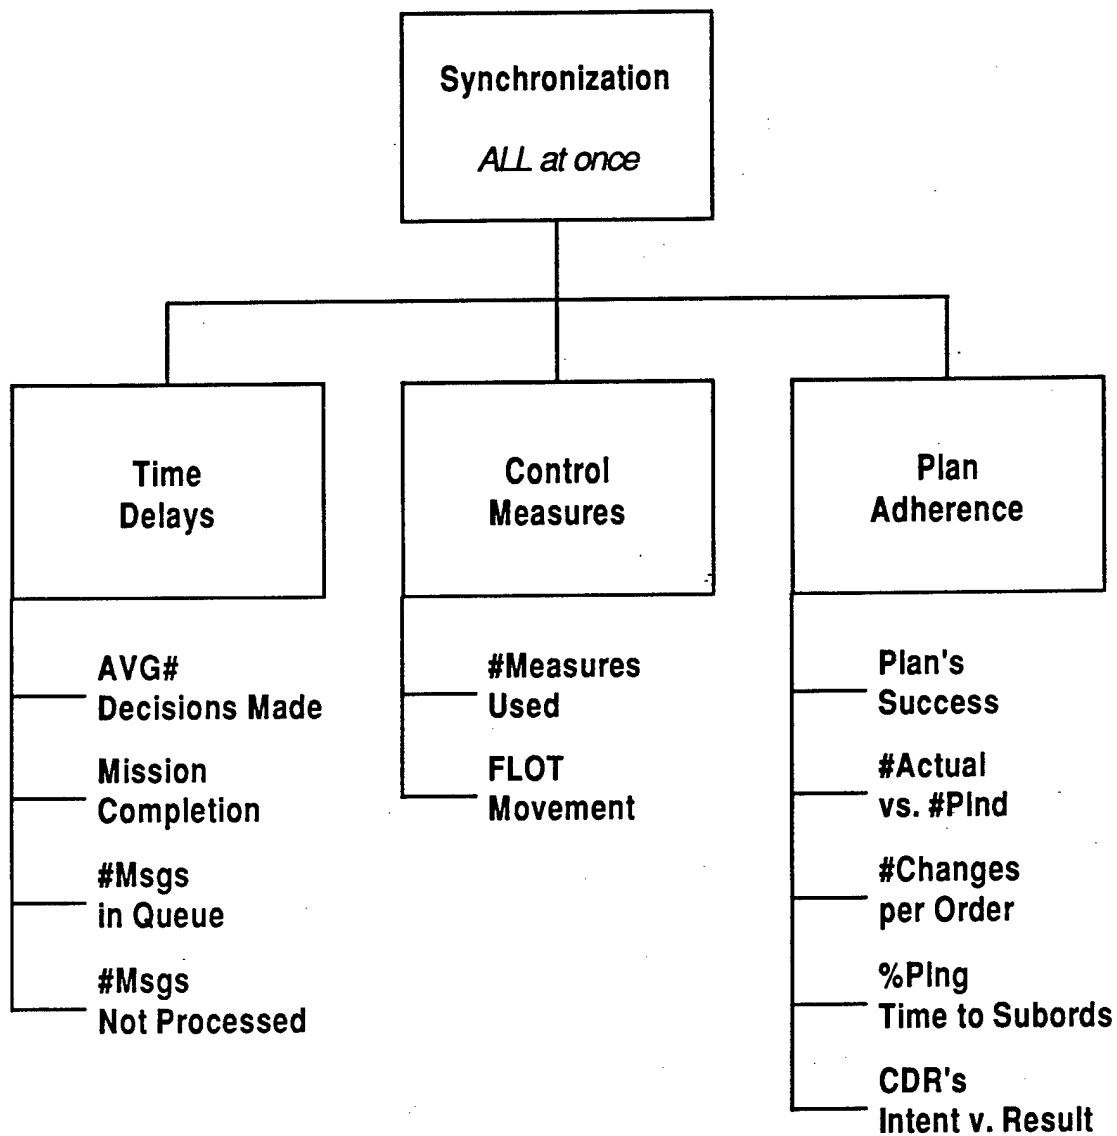 Synchronization
ALL at once
Time
Delays
AVG#
Decisions Made
Mission
Completion
#Msgs
in Queue
#Msgs
Not Processed
Control
Measures
#Measures
Used
FLOT
Movement
Plan
Adherence
Plan's
Success
#Actual
vs. #Plnd
#Changes
per Order
%Plng
Time to Subords
CDR's
Intent v. Result